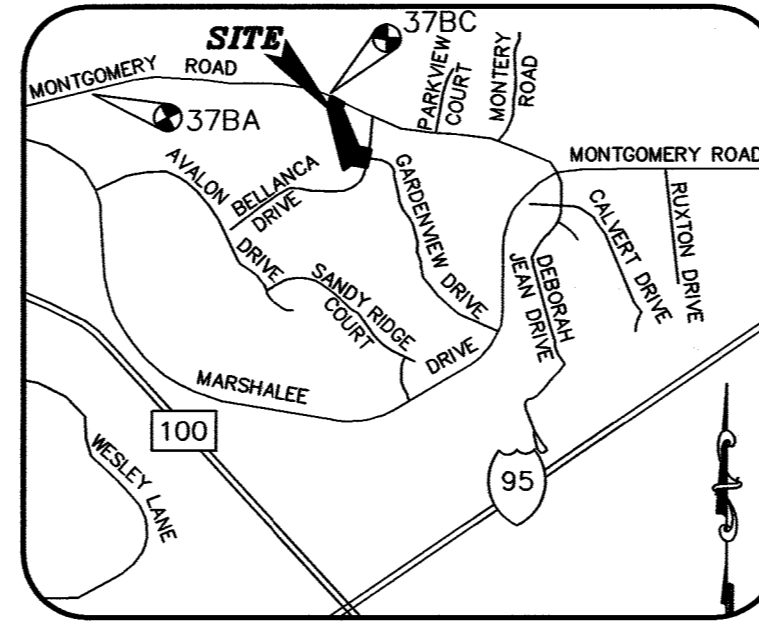 37BC
SITE
MONTGOMERY ROAD
37BA
PARKVIEW
COURT
MONTERY
ROAD
MONTGOMERY ROAD
AVALON
DRIVE
BELLANCA
DRIVE
GARDENVIEW DRIVE
CALVERT DRIVE
RUXTON DRIVE
DEBORAH
JEAN DRIVE
SANDY RIDGE
COURT
MARSHALEE DRIVE
100
WESLEY LANE
95